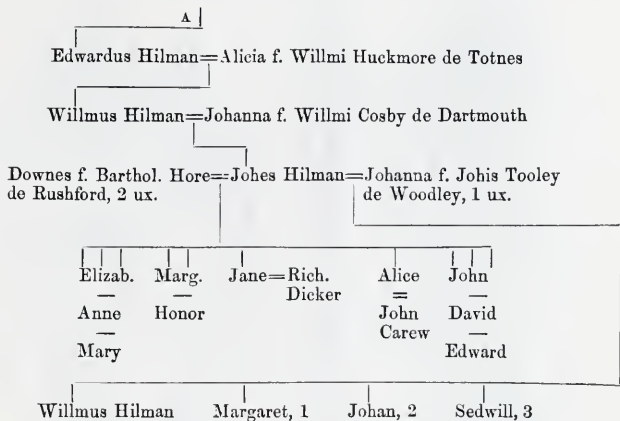 A
Edwardus Hilman=Alicia f. Willmi Huckmore de Totnes
Willmus Hilman=Johanna f. Willmi Cosby de Dartmouth
Downes f. Barthol. Hore=Johes Hilman=Johanna f. Johis Tooley
de Rushford, 2 ux. de Woodley, 1 ux.
Elizab. Marg. Jane=Rich. Alice John
— — Dicker = —
Anne Honor John David
— Carew —
Mary Edward
Willmus Hilman Margaret, 1 Johan, 2 Sedwill, 3